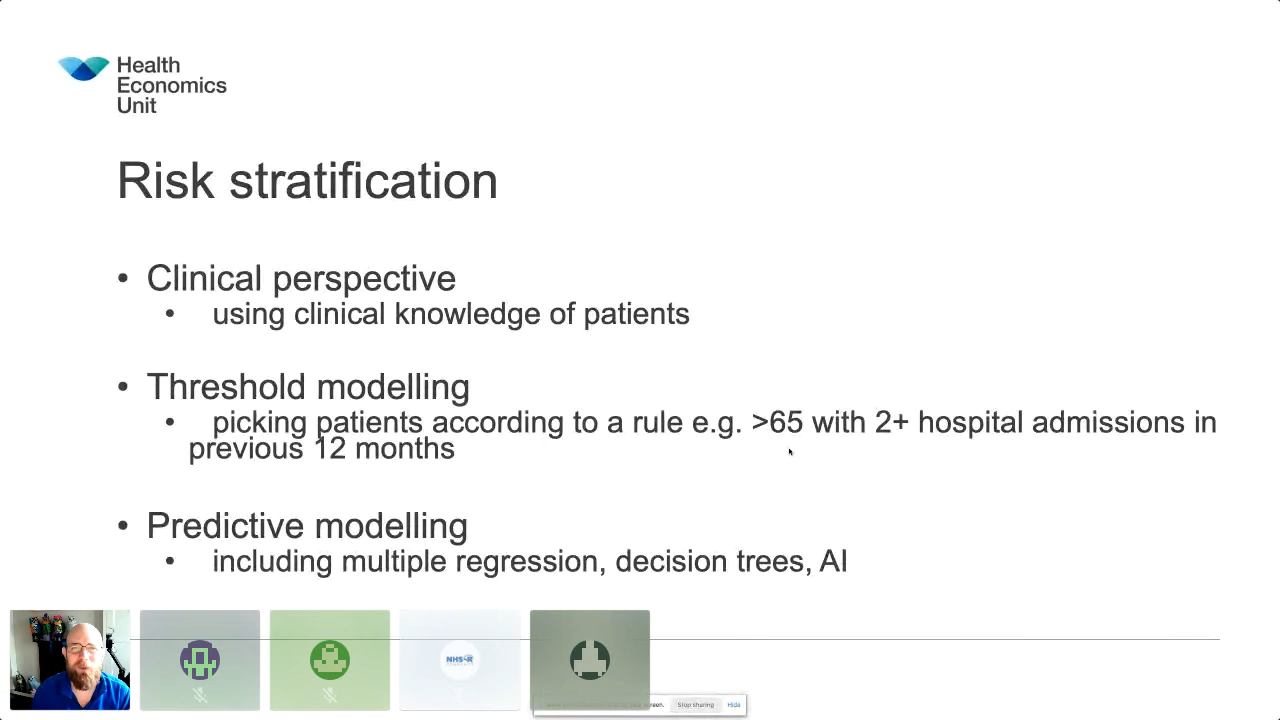 Health
Economics
Unit
Risk stratification
• Clinical perspective
• using clinical knowledge of patients
• Threshold modelling
• picking patients according to a rule e.g. >65 with 2+ hospital admissions in
previous 12 months
• Predictive modelling
• including multiple regression, decision trees, AI
NHS-R
COMMUNITY
screen. Stop sharing Hide